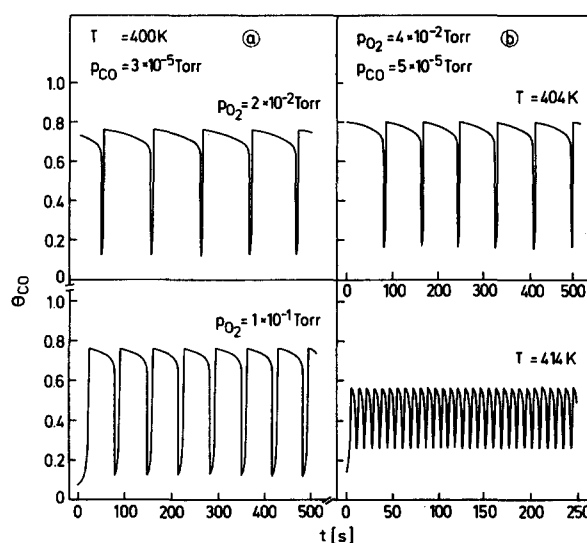 T = 400K ⓐ
p_CO = 3*10^-5 Torr
p_O2 = 2*10^-2 Torr
p_O2 = 4*10^-2 Torr ⓑ
p_CO = 5*10^-5 Torr
T = 404K
1.0
0.8
0.6
0.4
0.2
0
0 100 200 300 400 500
θ_CO
p_O2 = 1*10^-1 Torr
T = 414K
1.0
0.8
0.6
0.4
0.2
0
0 100 200 300 400 500
0 50 100 150 200 250
t[s]